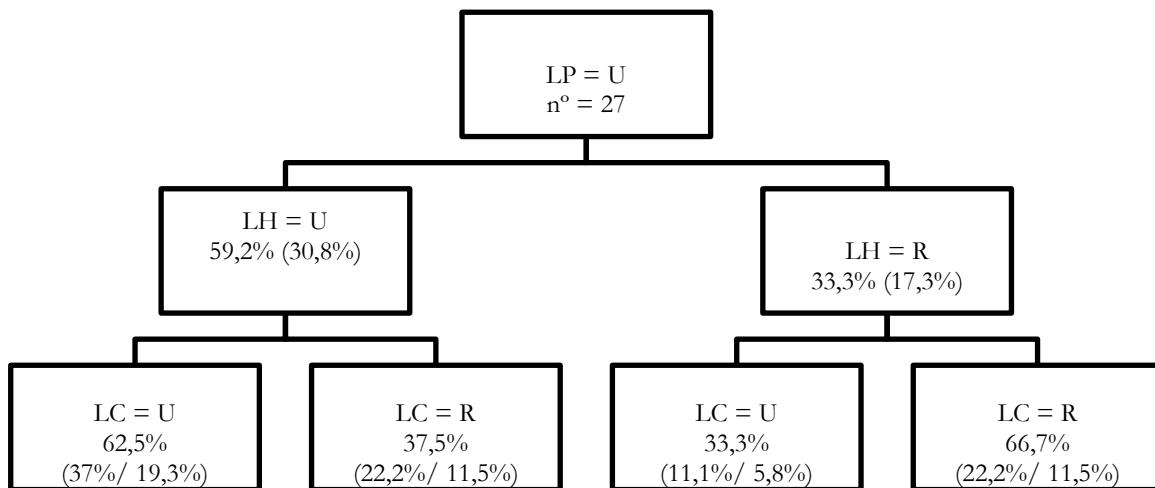 LP = U
nº = 27
LH = U
59,2% (30,8%)
LH = R
33,3% (17,3%)
LC = U
62,5%
(37%/ 19,3%)
LC = R
37,5%
(22,2%/ 11,5%)
LC = U
33,3%
(11,1%/ 5,8%)
LC = R
66,7%
(22,2%/ 11,5%)